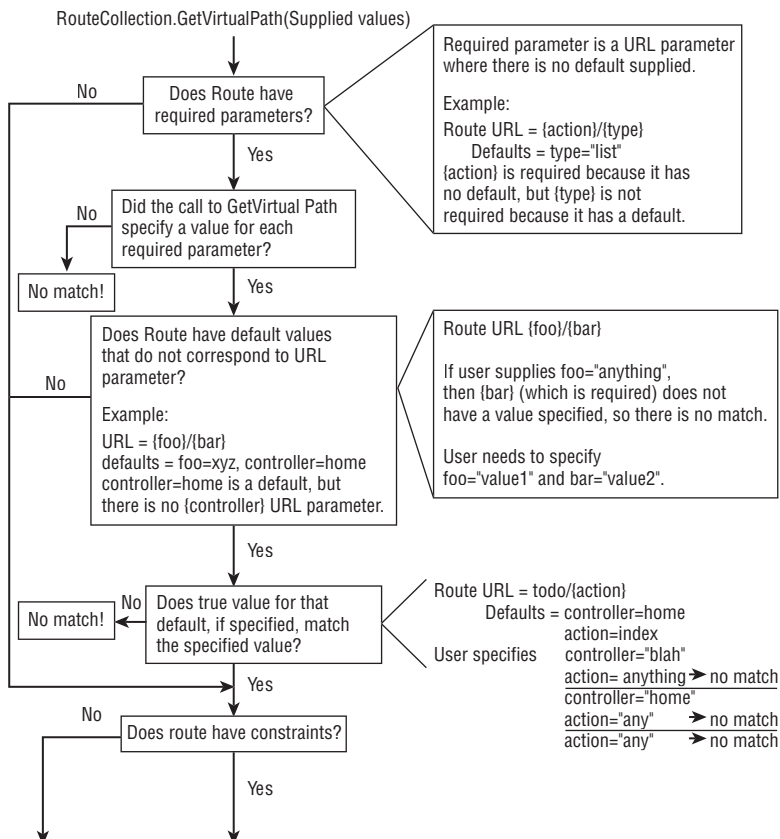 RouteCollection.GetVirtualPath(Supplied values)
No
Does Route have
required parameters?
Required parameter is a URL parameter
where there is no default supplied.
Example:
Route URL = {action}/{type}
Defaults = type="list"
{action} is required because it has
no default, but {type} is not
required because it has a default.
Yes
No
Did the call to GetVirtual Path
specify a value for each
required parameter?
No match!
Yes
No
Does Route have default values
that do not correspond to URL
parameter?
Example:
URL = {foo}/{bar}
defaults = foo=xyz, controller=home
controller=home is a default, but
there is no {controller} URL parameter.
Route URL {foo}/{bar}
If user supplies foo="anything",
then {bar} (which is required) does not
have a value specified, so there is no match.
User needs to specify
foo="value1" and bar="value2".
Yes
No match!
No
Does true value for that
default, if specified, match
the specified value?
Route URL = todo/{action}
Defaults = controller=home
action=index
User specifies controller="blah"
action= anything no match
controller="home"
action="any" no match
action="any" no match
Yes
No
Does route have constraints?
Yes